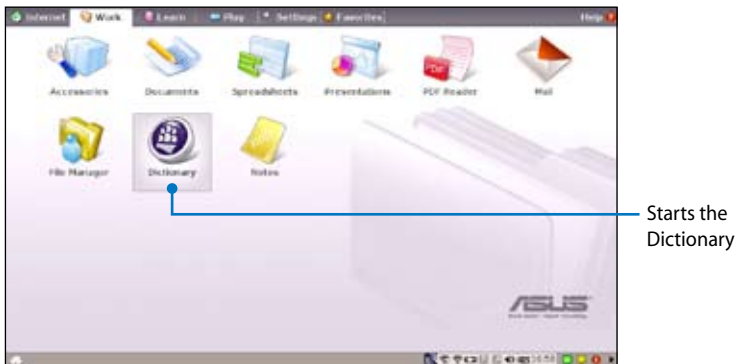 Internet Work Learn Play Settings Favorites Help
Accessories Documents Spreadsheets Presentations PDF Reader Mail
PDF
File Manager Dictionary Notes
Starts the
Dictionary
ASUS